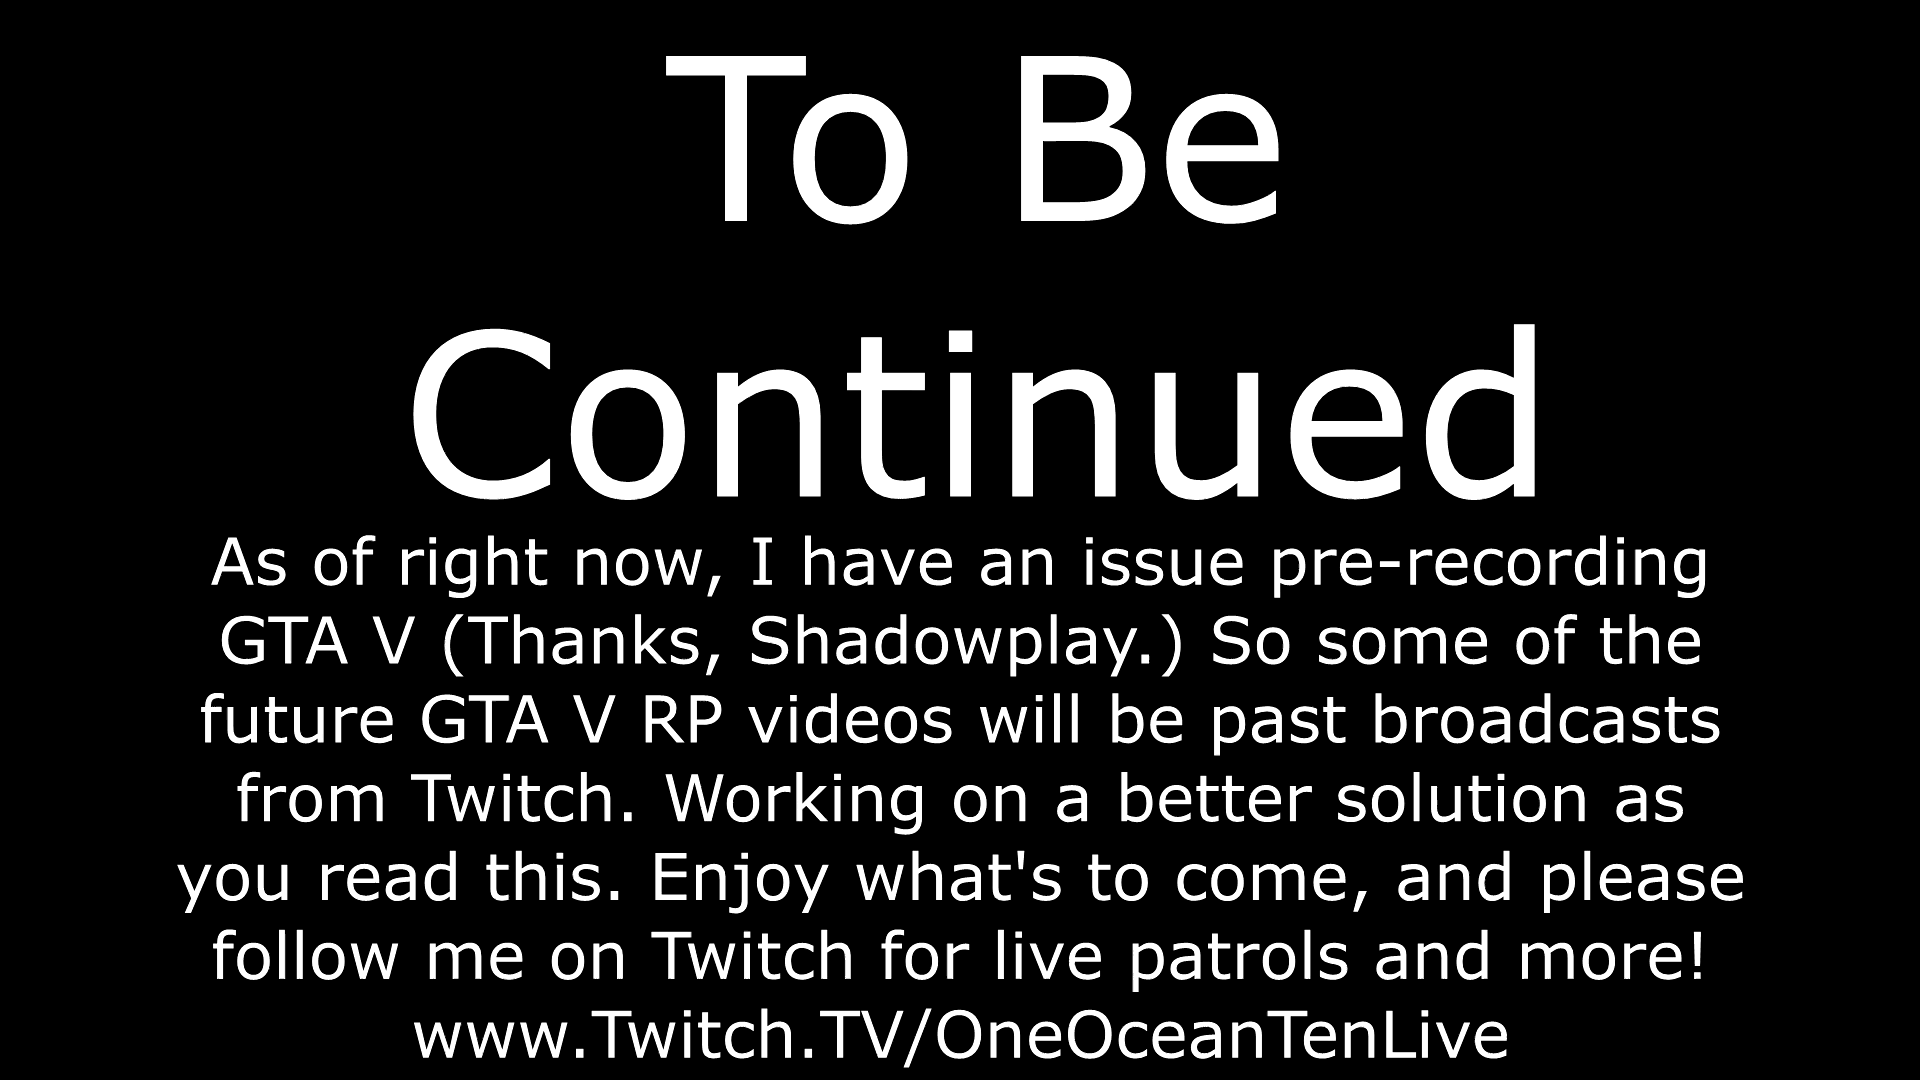 To Be
Continued
As of right now, I have an issue pre-recording
GTA V (Thanks, Shadowplay.) So some of the
future GTA V RP videos will be past broadcasts
from Twitch. Working on a better solution as
you read this. Enjoy what's to come, and please
follow me on Twitch for live patrols and more!
www.Twitch.TV/OneOceanTenLive